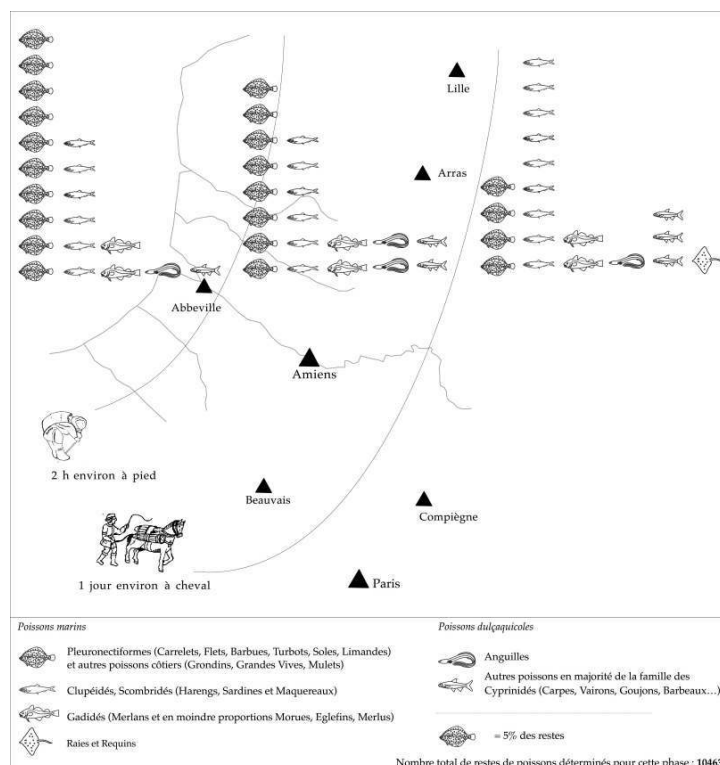 Lille
Arras
Abbeville
Amiens
2 h environ à pied
Beauvais
Compiègne
1 jour environ à cheval
Paris
Poissons marins
Pleuronectiformes (Carrelets, Flets, Barbues, Turbots, Soles, Limandes)
et autres poissons côtiers (Grondins, Grandes Vives, Mulets)
Clupéidés, Scombridés (Harengs, Sardines et Maquereaux)
Gadidés (Merlans et en moindre proportions Morues, Eglefins, Merlus)
Raies et Requins
Poissons dulçaquicoles
Anguilles
Autres poissons en majorité de la famille des
Cyprinidés (Carpes, Vairons, Goujons, Barbeaux...)
= 5% des restes
Nombre total de restes de poissons déterminés pour cette phase :